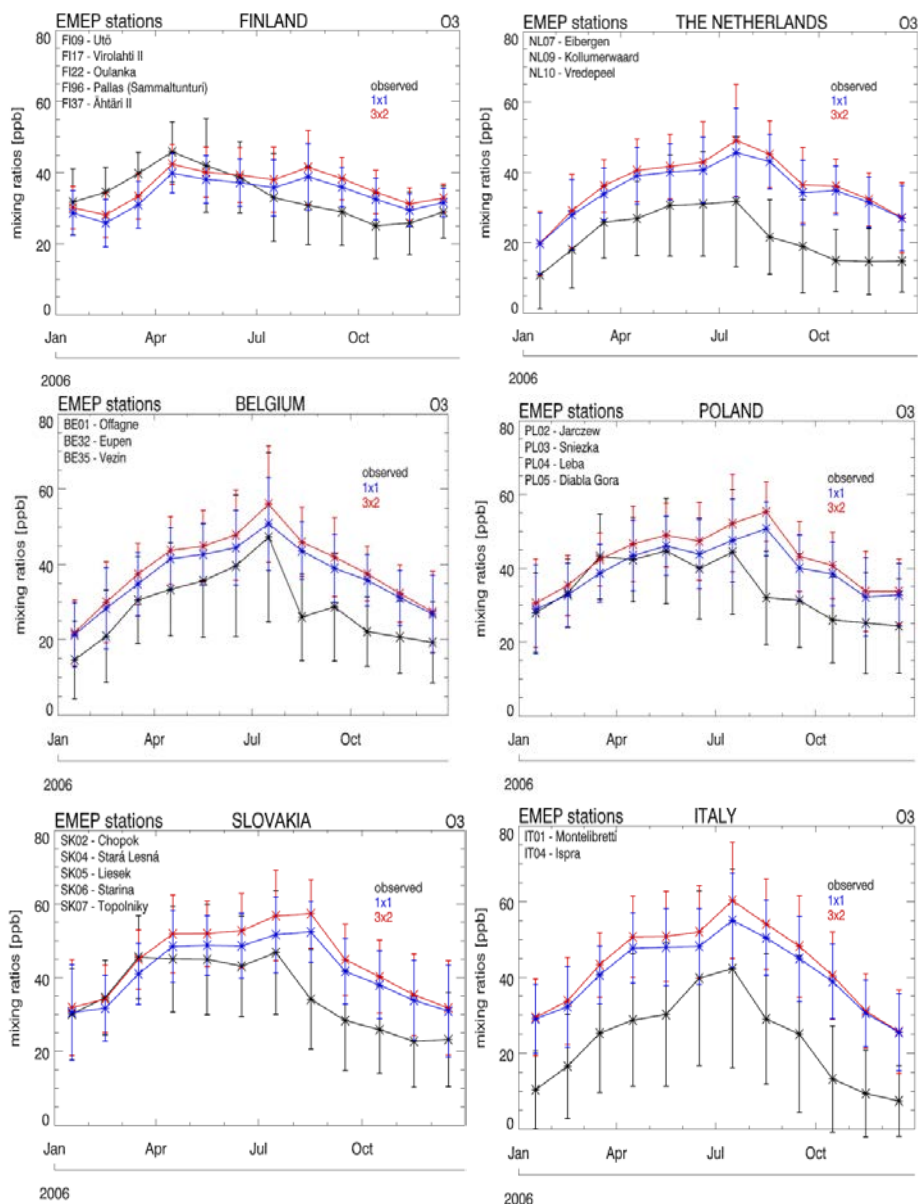 EMEP stations FINLAND O3
80
60
40
20
0
mixing ratios [ppb]
FI09 - Utö
FI17 - Virolahti II
FI22 - Oulanka
FI96 - Pallas (Sammaltunturi)
FI37 - Ähtäri II
observed
1x1
3x2
Jan Apr Jul Oct
2006
EMEP stations THE NETHERLANDS O3
80
60
40
20
0
mixing ratios [ppb]
NL07 - Eibergen
NL09 - Kollumerwaard
NL10 - Vredepeel
observed
1x1
3x2
Jan Apr Jul Oct
2006
EMEP stations BELGIUM O3
80
60
40
20
0
mixing ratios [ppb]
BE01 - Offagne
BE32 - Eupen
BE35 - Vezin
observed
1x1
3x2
Jan Apr Jul Oct
2006
EMEP stations POLAND O3
80
60
40
20
0
mixing ratios [ppb]
PL02 - Jarczew
PL03 - Sniezka
PL04 - Leba
PL05 - Diabla Gora
observed
1x1
3x2
Jan Apr Jul Oct
2006
EMEP stations SLOVAKIA O3
80
60
40
20
0
mixing ratios [ppb]
SK02 - Chopok
SK04 - Stará Lesná
SK05 - Liesek
SK06 - Starina
SK07 - Topolniky
observed
1x1
3x2
Jan Apr Jul Oct
2006
EMEP stations ITALY O3
80
60
40
20
0
mixing ratios [ppb]
IT01 - Montelibretti
IT04 - Ispra
observed
1x1
3x2
Jan Apr Jul Oct
2006